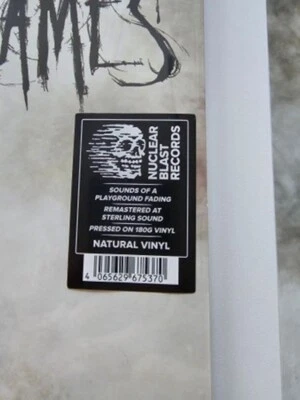 AMES
NUCLEAR
BLAST
RECORDS
SOUNDS OF A
PLAYGROUND FADING
REMASTERED AT
STERLING SOUND
PRESSED ON 180G VINYL
NATURAL VINYL
4 065629 675370